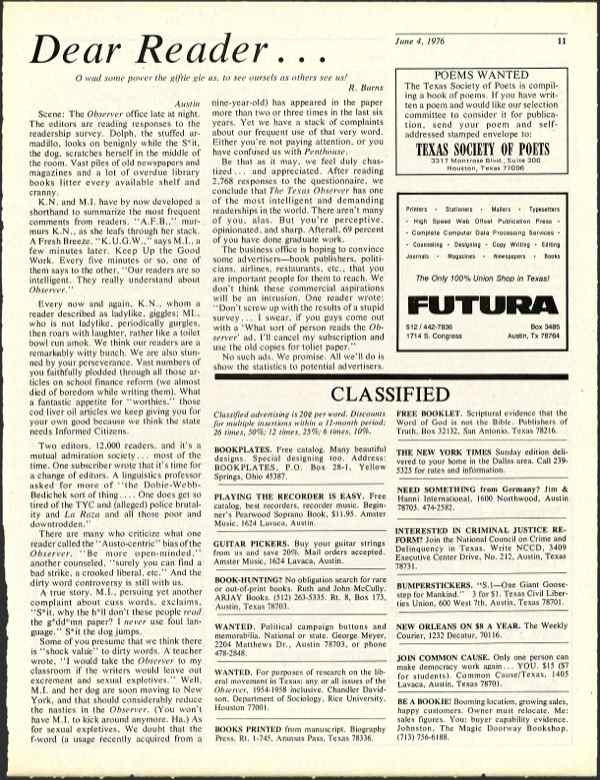 Dear Reader . . .
June 4, 1976
11
O wad some power the giftie gie us, to see ourselves as others see us!
R. Burns
Austin
Scene: The Observer office late at night.
The editors are reading responses to the
readership survey. Dolph, the stuffed ar-
madillo, looks on benignly while the S*it,
the dog, scratches herself in the middle of
the room. Vast piles of old newspapers and
magazines and a lot of overdue library
books litter every available shelf and
cranny.
K.N. and M.I. have by now developed a
shorthand to summarize the most frequent
comments from readers. "A.F.B.," mur-
murs K.N., as she leafs through her stack.
A Fresh Breeze. "K.U.G.W.," says M.I., a
few minutes later. Keep Up the Good
Work. Every five minutes or so, one of
them says to the other, "Our readers are so
intelligent. They really understand about
Observer."
Every now and again, K.N., whom a
reader described as ladylike, giggles; MI.,
who is not ladylike, periodically gurgles,
then roars with laughter, rather like a toilet
bowl run amok. We think our readers are a
remarkably witty bunch. We are also stun-
ned by your perseverance. Vast numbers of
you faithfully plodded through all those ar-
ticles on school finance reform (we almost
died of boredom while writing them). What
a fantastic appetite for "worthies," those
cod liver oil articles we keep giving you for
your own good because we think the state
needs Informed Citizens.
Two editors, 12,000 readers, and it's a
mutual admiration society... most of the
time. One subscriber wrote that it's time for
a change of editors. A linguistics professor
asked for more of "the Dobie-Webb-
Bedichek sort of thing.... One does get so
tired of the TYC and (alleged) police brutal-
ity and La Raza and all those poor and
downtrodden."
There are many who criticize what one
reader called the "Austo-centric" bias of the
Observer. "Be more open-minded,"
another counseled, "surely you can find a
bad strike, a crooked liberal, etc." And the
dirty word controversy is still with us.
A true story. M.I., persuing yet another
complaint about cuss words, exclaims,
"S*it, why the h*ll don't these people read
the g*dd*mn paper? I never use foul lan-
guage." S*it the dog jumps.
Some of you presume that we think there
is "shock value" to dirty words. A teacher
wrote, "I would take the Observer to my
classroom if the writers would leave out
excrement and sexual expletives." Well,
M.I. and her dog are soon moving to New
York, and that should considerably reduce
the nasties in the Observer. (You won't
have M.I. to kick around anymore. Ha.) As
for sexual expletives. We doubt that the
f-word (a usage recently acquired from a
nine-year-old) has appeared in the paper
more than two or three times in the last six
years. Yet we have a stack of complaints
about our frequent use of that very word.
Either you're not paying attention, or you
have confused us with Penthouse.
Be that as it may, we feel duly chas-
tized... and appreciated. After reading
2,768 responses to the questionnaire, we
conclude that The Texas Observer has one
of the most intelligent and demanding
readerships in the world. There aren't many
of you, alas. But you're perceptive,
opinionated, and sharp. Afterall, 69 percent
of you have done graduate work.
The business office is hoping to convince
some advertisers—book publishers, politi-
cians, airlines, restaurants, etc., that you
are important people for them to reach. We
don't think these commercial aspirations
will be an intrusion. One reader wrote:
"Don't screw up with the results of a stupid
survey... I swear, if you guys come out
with a 'What sort of person reads the Ob-
server' ad, I'll cancel my subscription and
use the old copies for toliet paper."
No such ads. We promise. All we'll do is
show the statistics to potential advertisers.
POEMS WANTED
The Texas Society of Poets is compil-
ing a book of poems. If you have writ-
ten a poem and would like our selection
committee to consider it for publica-
tion, send your poem and self-
addressed stamped envelope to:
TEXAS SOCIETY OF POETS
3317 Montrose Blvd., Suite 300
Houston, Texas 77006
Printers • Stationers • Mailers • Typesetters
• High Speed Web Offset Publication Press •
• Complete Computer Data Processing Services •
• Counseling • Designing • Copy Writing • Editing
Journals • Magazines • Newspapers • Books
The Only 100% Union Shop in Texas!
FUTURA
512 / 442-7836
Box 3485
1714 S. Congress
Austin, Tx 78764
CLASSIFIED
Classified advertising is 20¢ per word. Discounts
for multiple insertions within a 12-month period;
26 times, 50%; 12 times, 25%; 6 times, 10%.
BOOKPLATES. Free catalog. Many beautiful
designs. Special designing too. Address:
BOOKPLATES, P.O. Box 28-1, Yellow
Springs, Ohio 45387.
PLAYING THE RECORDER IS EASY. Free
catalog, best recorders, recorder music. Begin-
ner's Pearwood Soprano Book, $11.95. Amster
Music, 1624 Lavaca, Austin.
GUITAR PICKERS. Buy your guitar strings
from us and save 20%. Mail orders accepted.
Amster Music, 1624 Lavaca, Austin.
BOOK-HUNTING? No obligation search for rare
or out-of-print books. Ruth and John McCully.
ARJAY Books. (512) 263-5335. Rt. 8, Box 173,
Austin, Texas 78703.
WANTED. Political campaign buttons and
memorabilia. National or state. George Meyer,
2204 Matthews Dr., Austin 78703, or phone
478-2848.
WANTED. For purposes of research on the lib-
eral movement in Texas: any or all issues of the
Observer, 1954-1958 inclusive. Chandler David-
son, Department of Sociology, Rice University,
Houston 77001.
BOOKS PRINTED from manuscript. Biography
Press. Rt. 1-745, Aransas Pass, Texas 78336.
FREE BOOKLET. Scriptural evidence that the
Word of God is not the Bible. Publishers of
Truth, Box 32132, San Antonio, Texas 78216.
THE NEW YORK TIMES Sunday edition deli-
vered to your home in the Dallas area. Call 239-
5323 for rates and information.
NEED SOMETHING from Germany? Jim &
Hanni International, 1600 Northwood, Austin
78703. 474-2582.
INTERESTED IN CRIMINAL JUSTICE RE-
FORM? Join the National Council on Crime and
Delinquency in Texas. Write NCCD, 3409
Executive Center Drive, No. 212, Austin, Texas
78731.
BUMPERSTICKERS. "S.1—One Giant Goose-
step for Mankind." 3 for $1. Texas Civil Liber-
ties Union, 600 West 7th, Austin, Texas 78701.
NEW ORLEANS ON $8 A YEAR. The Weekly
Courier, 1232 Decatur, 70116.
JOIN COMMON CAUSE. Only one person can
make democracy work again... YOU. $15 ($7
for students). Common Cause/Texas, 1405
Lavaca, Austin, Texas 78701.
BE A BOOKIE! Booming location, growing sales,
happy customers. Owner must relocate. Me:
sales figures. You: buyer capability evidence.
Johnston. The Magic Doorway Bookshop.
(713) 756-6188.